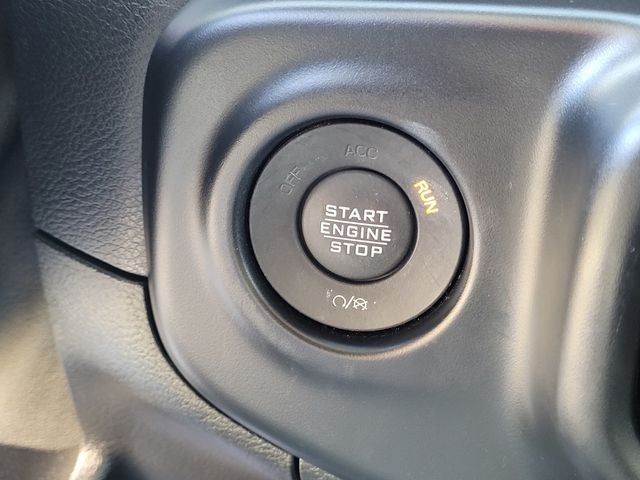 OFF
ACC
RUN
START
ENGINE
STOP